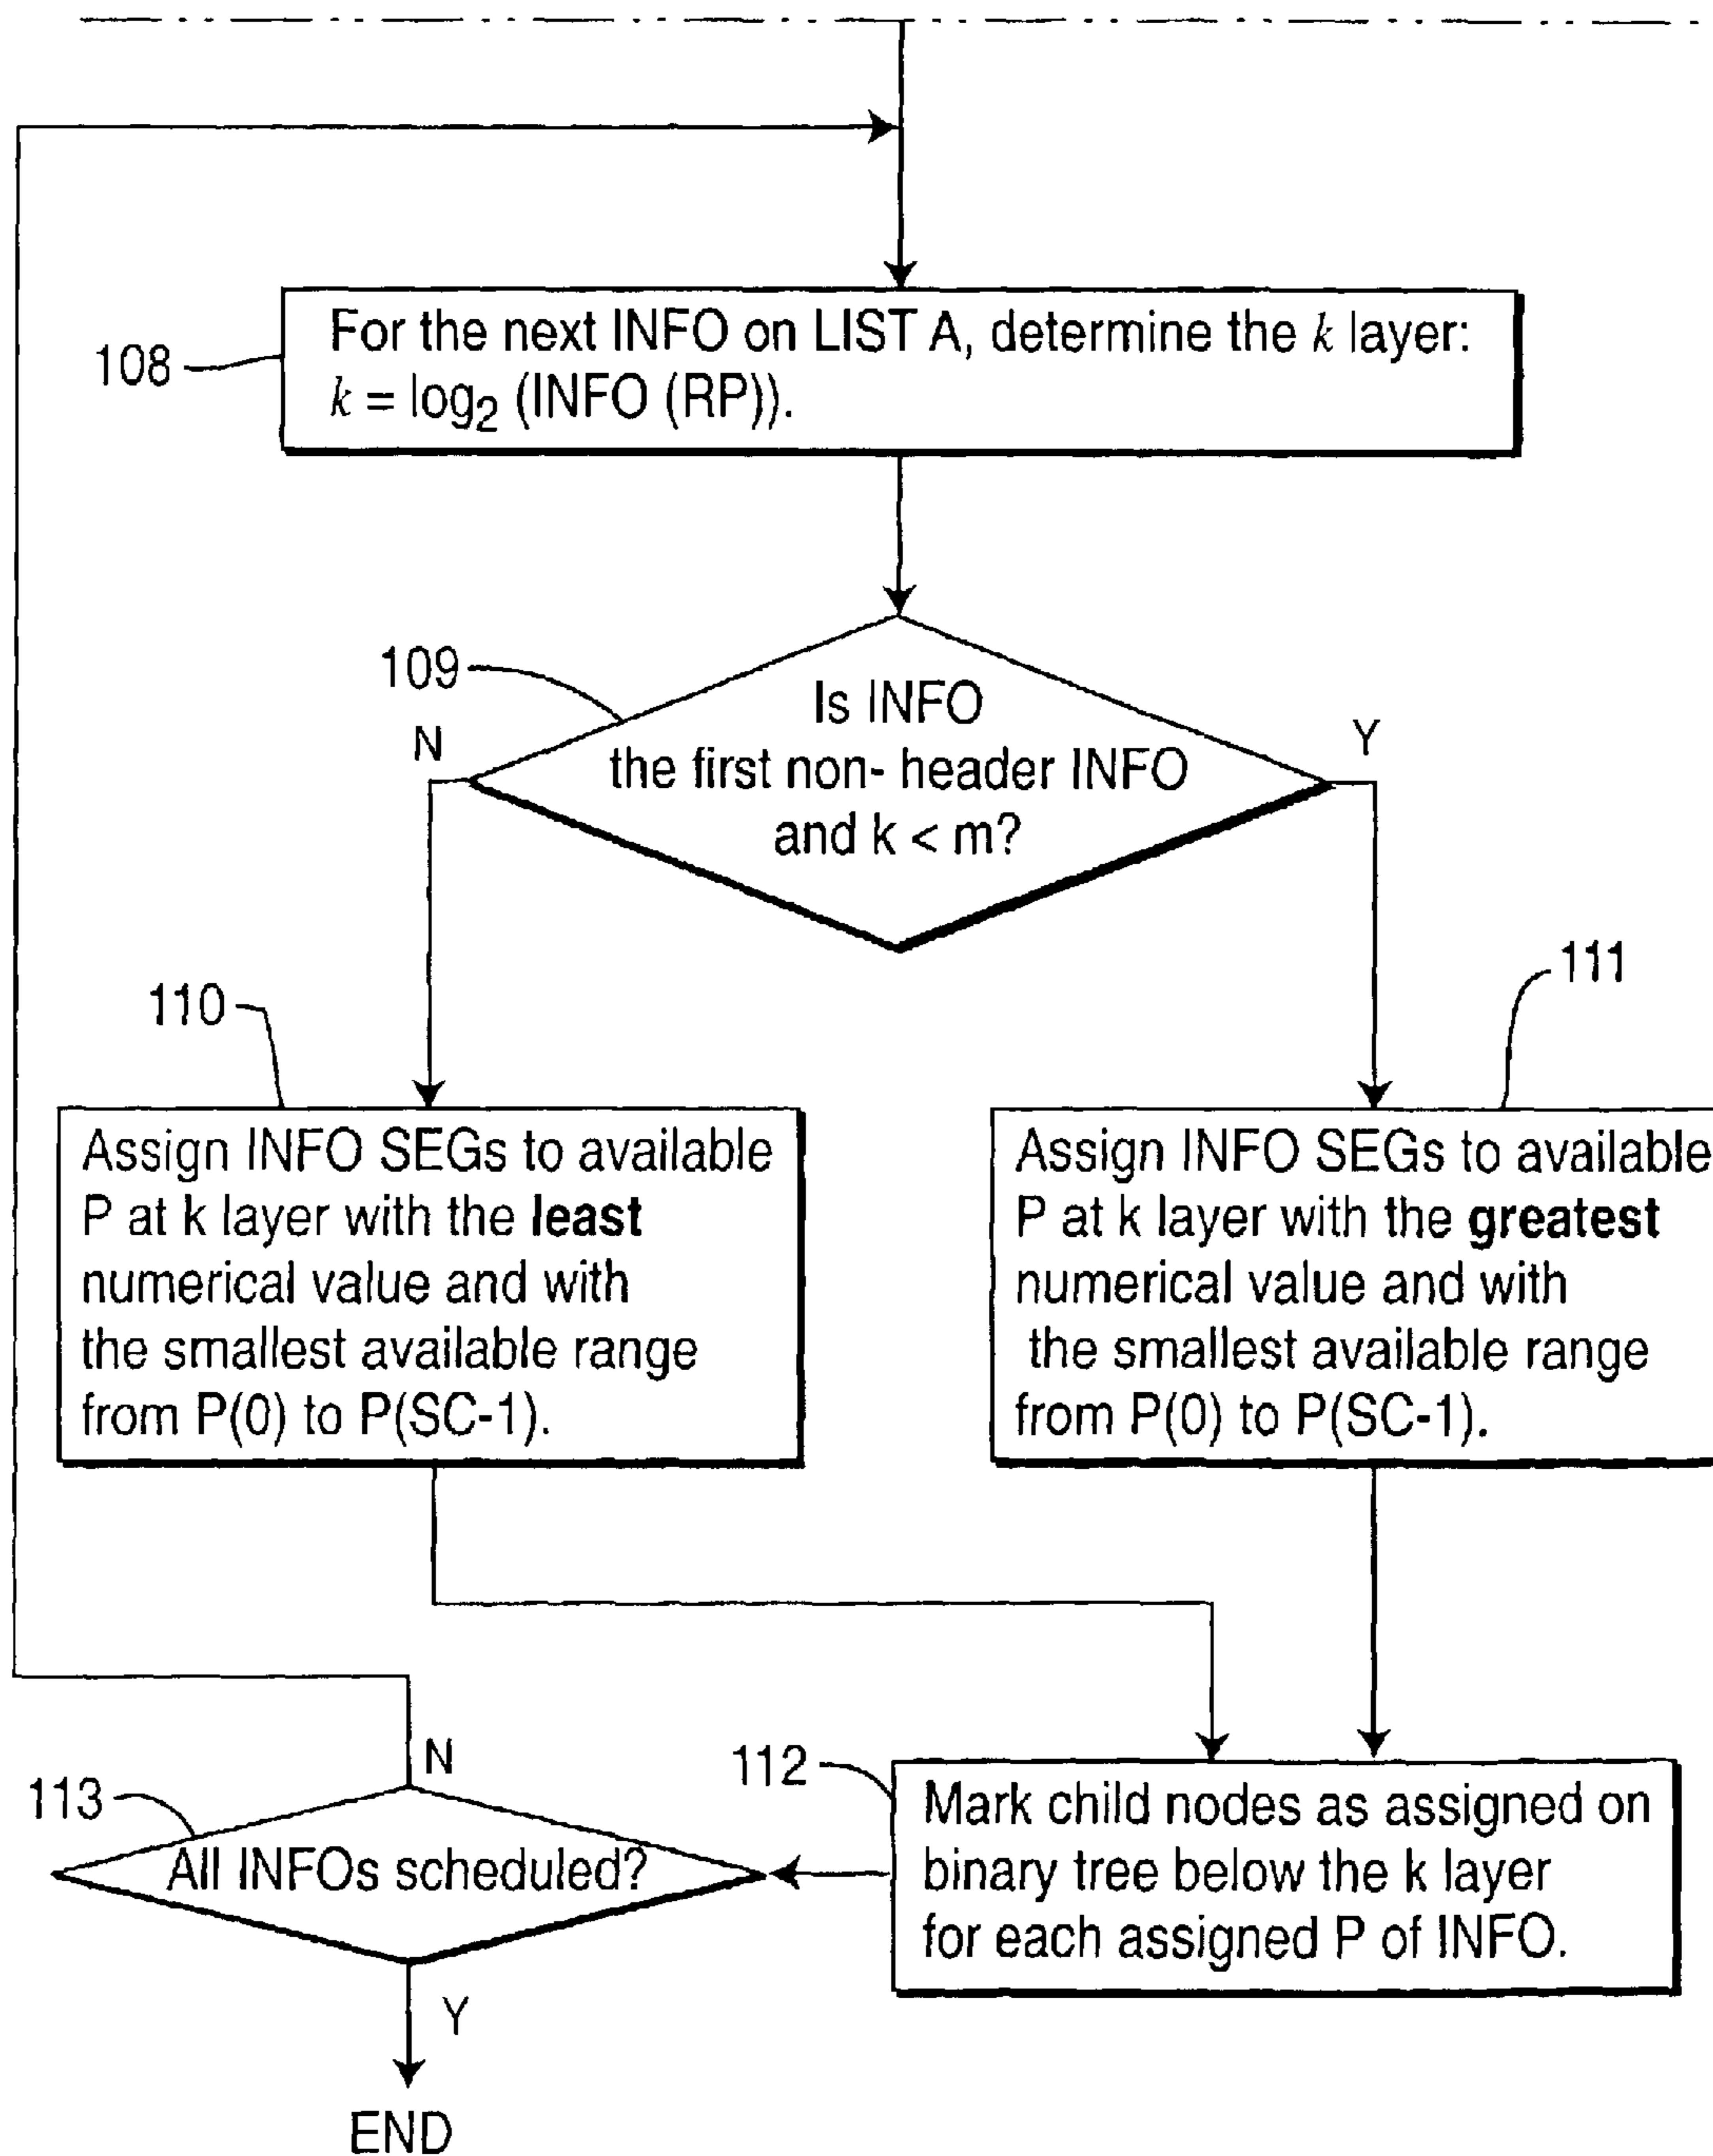 108
For the next INFO on LIST A, determine the k layer:
k = log2 (INFO (RP)).
109
Is INFO
the first non- header INFO
and k < m?
N
Y
110
111
Assign INFO SEGs to available
P at k layer with the least
numerical value and with
the smallest available range
from P(0) to P(SC-1).
Assign INFO SEGs to available
P at k layer with the greatest
numerical value and with
the smallest available range
from P(0) to P(SC-1).
112
Mark child nodes as assigned on
binary tree below the k layer
for each assigned P of INFO.
113
N
All INFOs scheduled?
Y
END